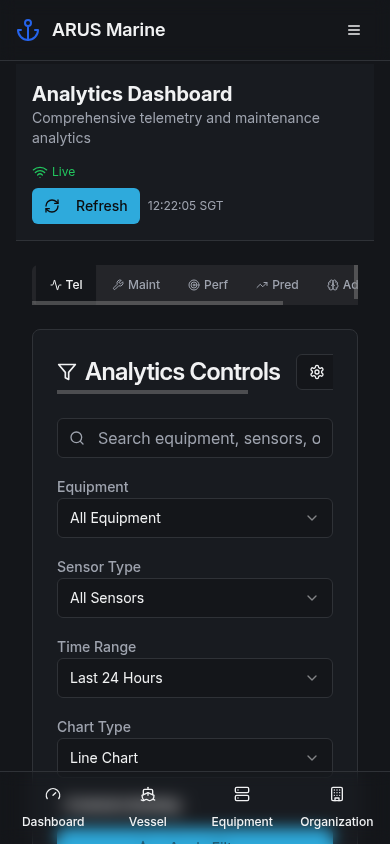 ARUS Marine
Analytics Dashboard
Comprehensive telemetry and maintenance
analytics
Live
Refresh
12:22:05 SGT
Tel
Maint
Perf
Pred
Ad
Analytics Controls
Search equipment, sensors, o
Equipment
All Equipment
Sensor Type
All Sensors
Time Range
Last 24 Hours
Chart Type
Line Chart
Dashboard
Vessel
Equipment
Organization